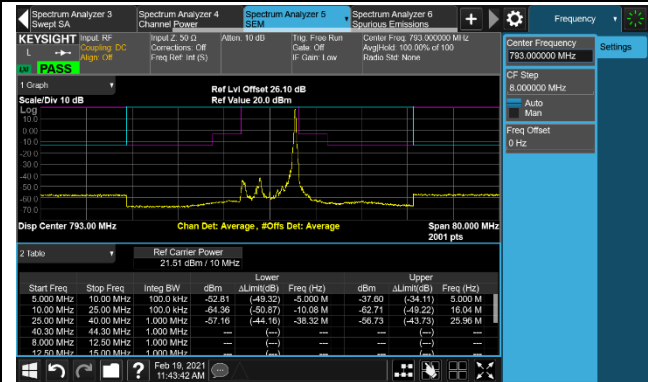 Spectrum Analyzer 3
Swept SA
Spectrum Analyzer 4
Channel Power
Spectrum Analyzer 5
SEM
Spectrum Analyzer 6
Spurious Emissions
Frequency
KEYSIGHT
Input: RF
Coupling: DC
Align: Off
Input Z: 50 Ω
Corrections: Off
Freq Ref: Int (S)
Atten: 10 dB
Trig: Free Run
Gate: Off
IF Gain: Low
Center Freq: 793.000000 MHz
Avg|Hold: 100.00% of 100
Radio Std: None
L
PASS
Center Frequency
793.000000 MHz
Settings
CF Step
8.000000 MHz
Auto
Man
Freq Offset
0 Hz
1 Graph
Scale/Div 10 dB
Ref Lvl Offset 26.10 dB
Ref Value 20.0 dBm
Log
10.0
0.00
-10.0
-20.0
-30.0
-40.0
-50.0
-60.0
-70.0
Disp Center 793.00 MHz
Chan Det: Average, #Offs Det: Average
Span 80.000 MHz
2001 pts
2 Table
Ref Carrier Power
21.51 dBm / 10 MHz
Lower Upper
Start Freq Stop Freq Integ BW dBm ΔLimit(dB) Freq (Hz) dBm ΔLimit(dB) Freq (Hz)
5.000 MHz 10.00 MHz 100.0 kHz -52.81 (-49.32) -5.000 M -37.60 (-34.11) 5.000 M
10.00 MHz 25.00 MHz 100.0 kHz -64.36 (-50.87) -10.08 M -62.71 (-49.22) 16.04 M
25.00 MHz 40.00 MHz 1.000 MHz -57.16 (-44.16) -38.32 M -56.73 (-43.73) 25.96 M
40.30 MHz 44.30 MHz 1.000 MHz --- (---) --- (---)
8.000 MHz 12.50 MHz 1.000 MHz --- (---) --- (---)
12.50 MHz 15.00 MHz 1.000 MHz --- (---) --- (---)
Feb 19, 2021
11:43:42 AM